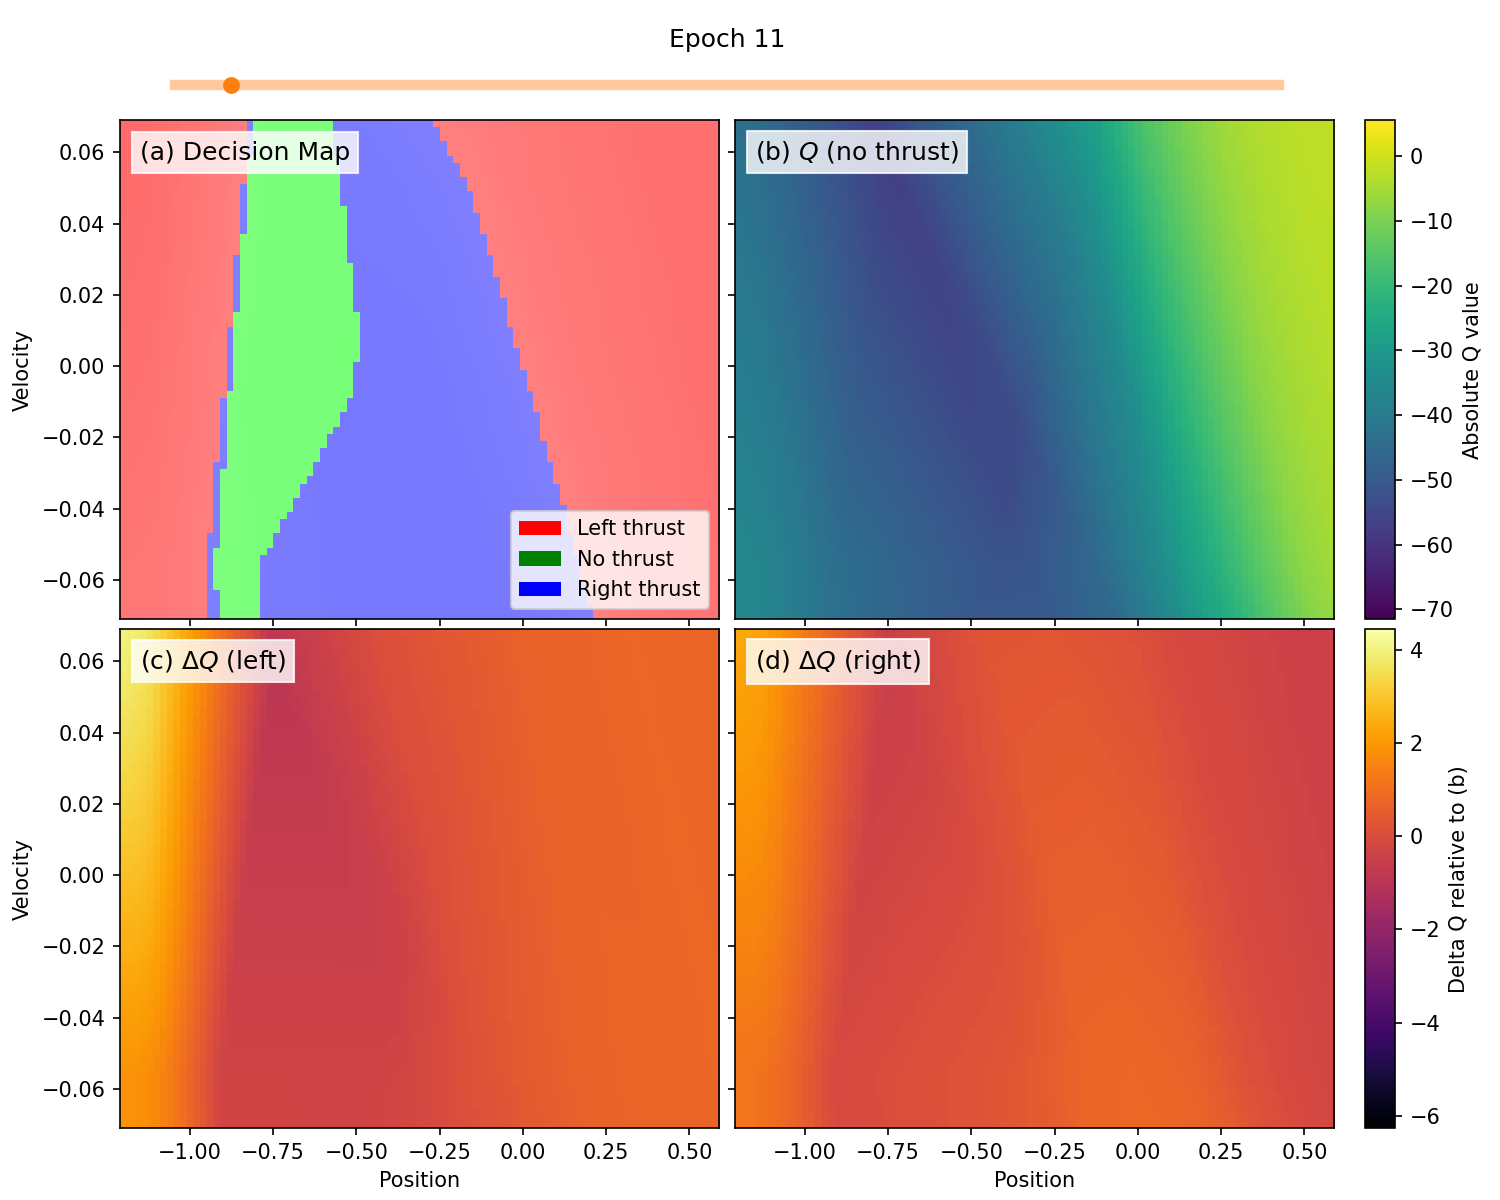 Epoch 11
(a) Decision Map
(b) Q (no thrust)
0.06
0.04
0.02
0.00
−0.02
−0.04
−0.06
Velocity
Left thrust
No thrust
Right thrust
0
−10
−20
−30
−40
−50
−60
−70
Absolute Q value
(c) ΔQ (left)
(d) ΔQ (right)
0.06
0.04
0.02
0.00
−0.02
−0.04
−0.06
Velocity
4
2
0
−2
−4
−6
Delta Q relative to (b)
−1.00 −0.75 −0.50 −0.25 0.00 0.25 0.50
Position
−1.00 −0.75 −0.50 −0.25 0.00 0.25 0.50
Position